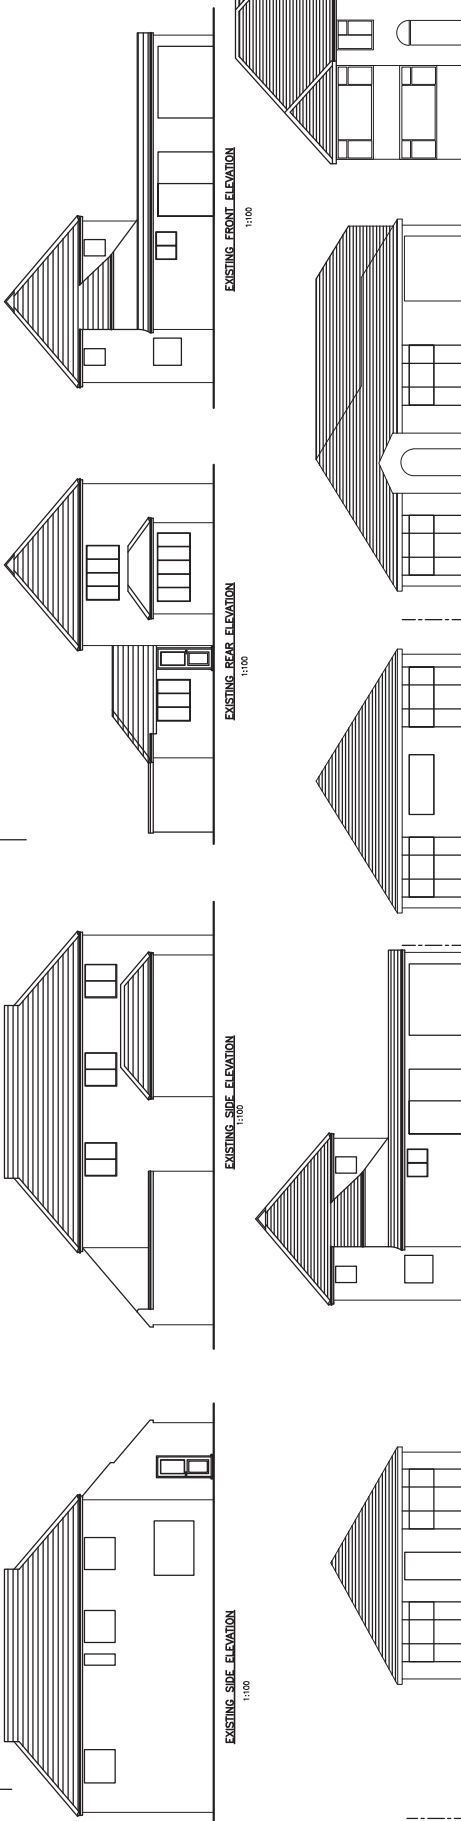 EXISTING FRONT ELEVATION
1:100
EXISTING REAR ELEVATION
1:100
EXISTING SIDE ELEVATION
1:100
EXISTING SIDE ELEVATION
1:100